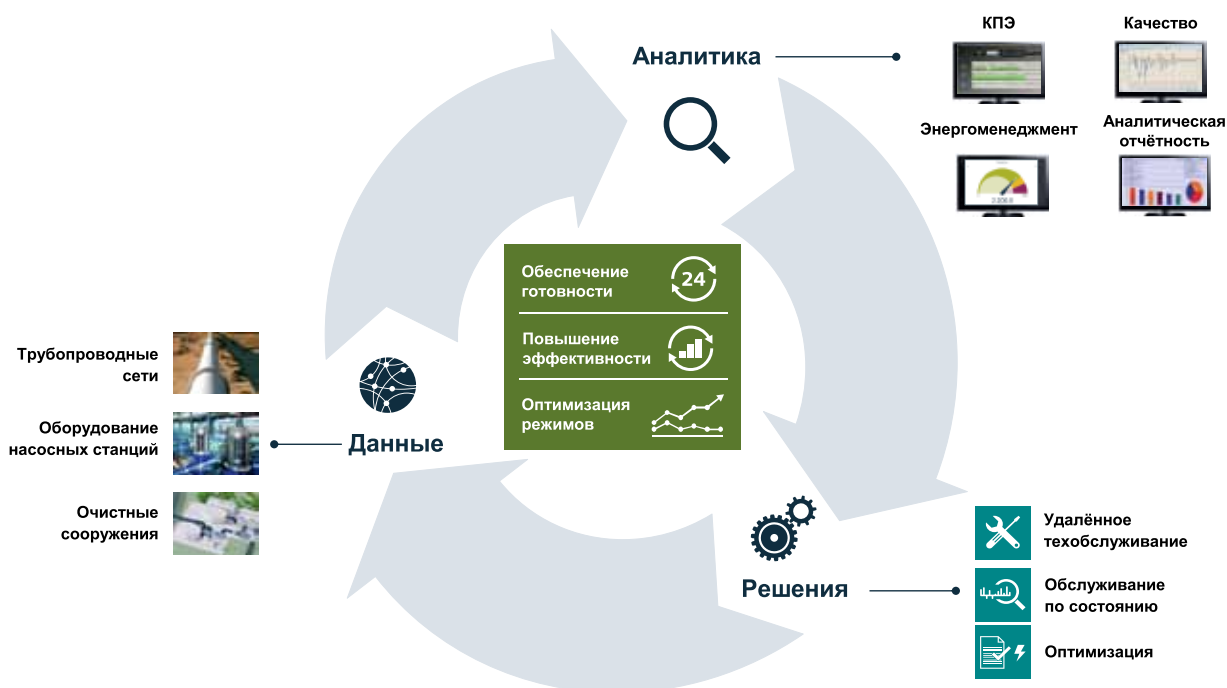 КПЭ
Качество
Аналитика
Энергоменеджмент
Аналитическая
отчётность
Обеспечение
готовности
24
Повышение
эффективности
Оптимизация
режимов
Трубопроводные
сети
Оборудование
насосных станций
Очистные
сооружения
Данные
Решения
Удалённое
техобслуживание
Обслуживание
по состоянию
Оптимизация